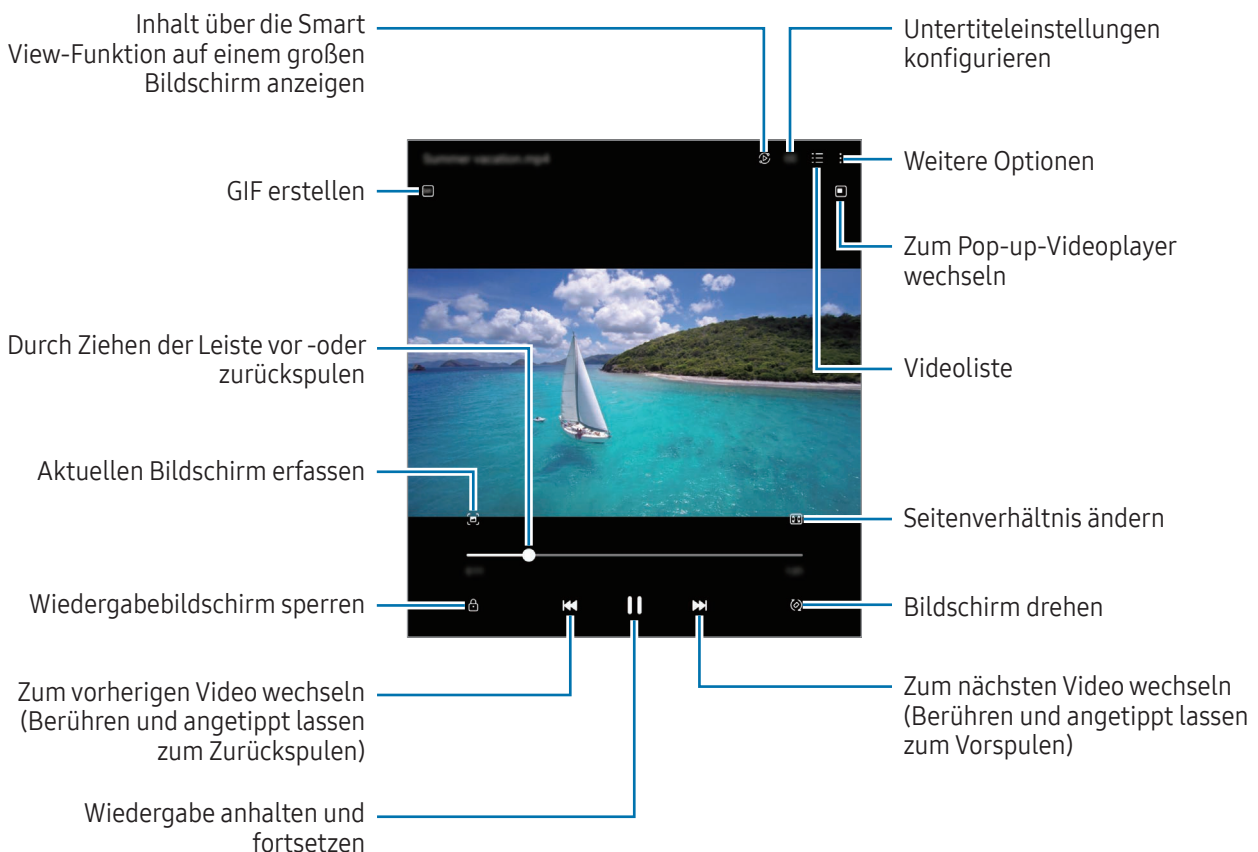 Inhalt über die Smart
View-Funktion auf einem großen
Bildschirm anzeigen
Untertiteleinstellungen
konfigurieren
Summer vacation.mp4
Weitere Optionen
GIF erstellen
Zum Pop-up-Videoplayer
wechseln
Durch Ziehen der Leiste vor -oder
zurückspulen
Videoliste
Aktuellen Bildschirm erfassen
Seitenverhältnis ändern
Wiedergabebildschirm sperren
Bildschirm drehen
Zum vorherigen Video wechseln
(Berühren und angetippt lassen
zum Zurückspulen)
Zum nächsten Video wechseln
(Berühren und angetippt lassen
zum Vorspulen)
Wiedergabe anhalten und
fortsetzen